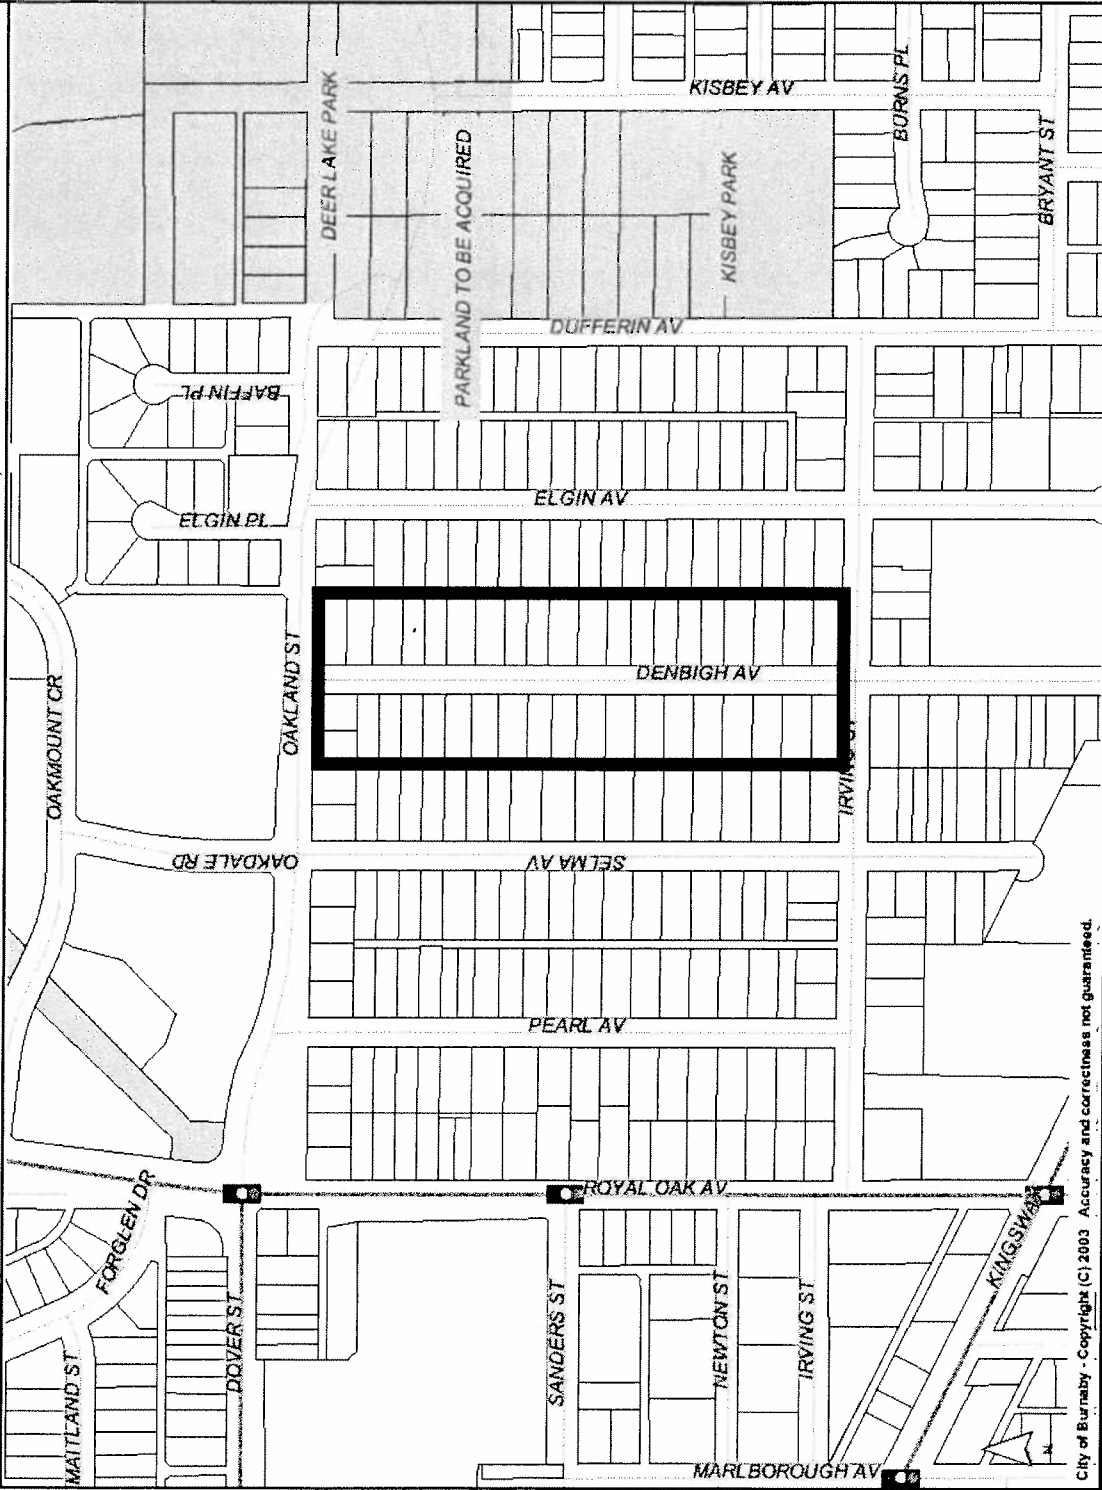 KISBEY AV
BURNS PL
BRYANT ST
DEER LAKE PARK
PARKLAND TO BE ACQUIRED
KISBEY PARK
DUFFERIN AV
BAFFIN PL
ELGIN AV
ELGIN PL
OAKLAND ST
DENBIGH AV
OAKMOUNT CR
IRVING ST
OAKDALE RD
SELMA AV
PEARL AV
ROYAL OAK AV
FORGLEN DR
KINGSWAY
DOVER ST
SANDERS ST
NEWTON ST
IRVING ST
MAITLAND ST
MARLBOROUGH AV
N
City of Burnaby - Copyright (C) 2003 Accuracy and correctness not guaranteed.